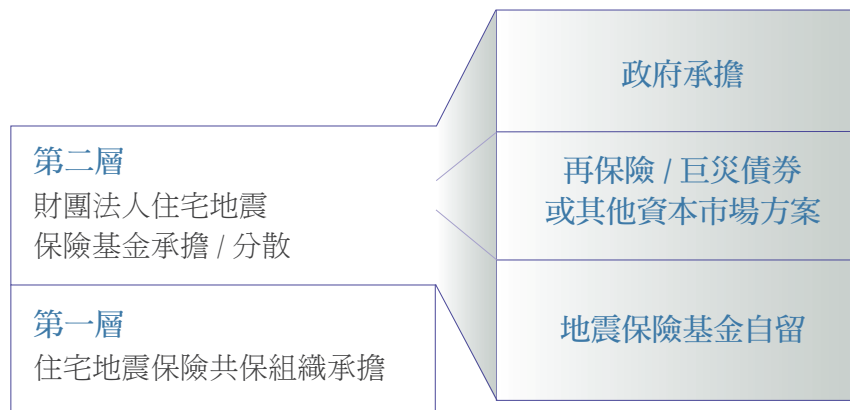 第二層
財團法人住宅地震
保險基金承擔 / 分散
第一層
住宅地震保險共保組織承擔
政府承擔
再保險 / 巨災債券
或其他資本市場方案
地震保險基金自留